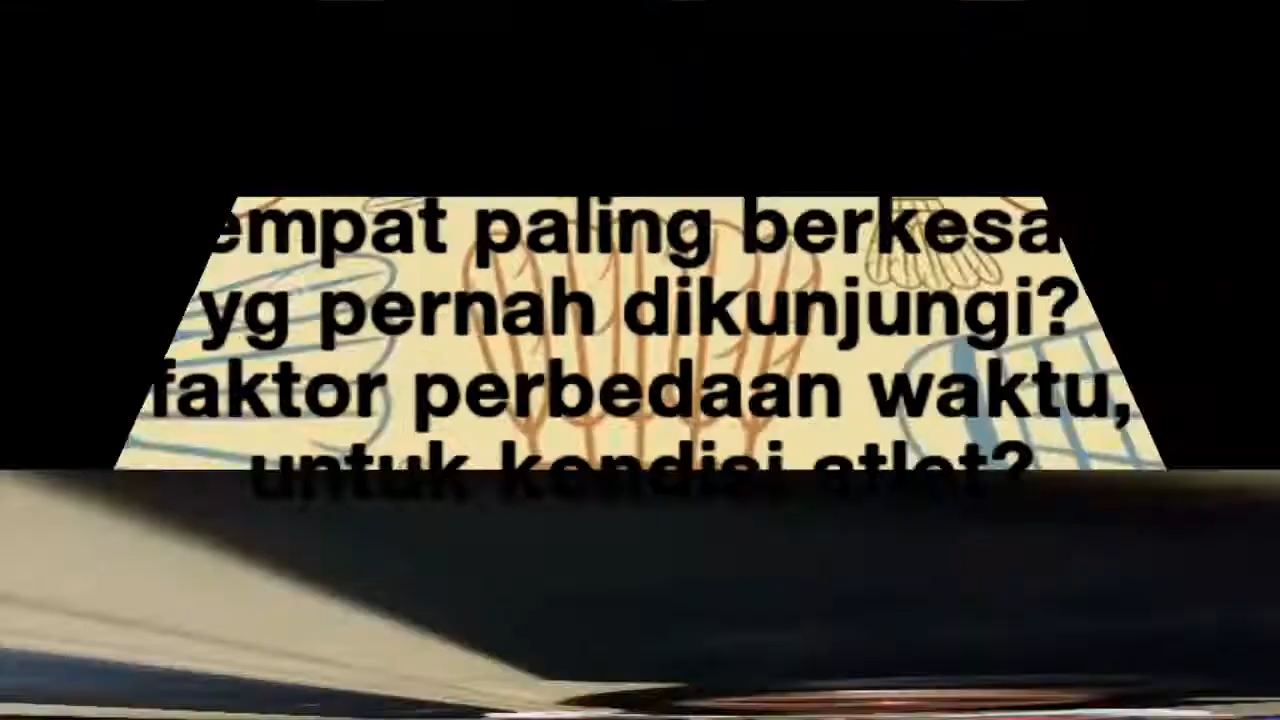 empat paling berkesa
yg pernah dikunjungi?
faktor perbedaan waktu,
untuk kondisi atlet?